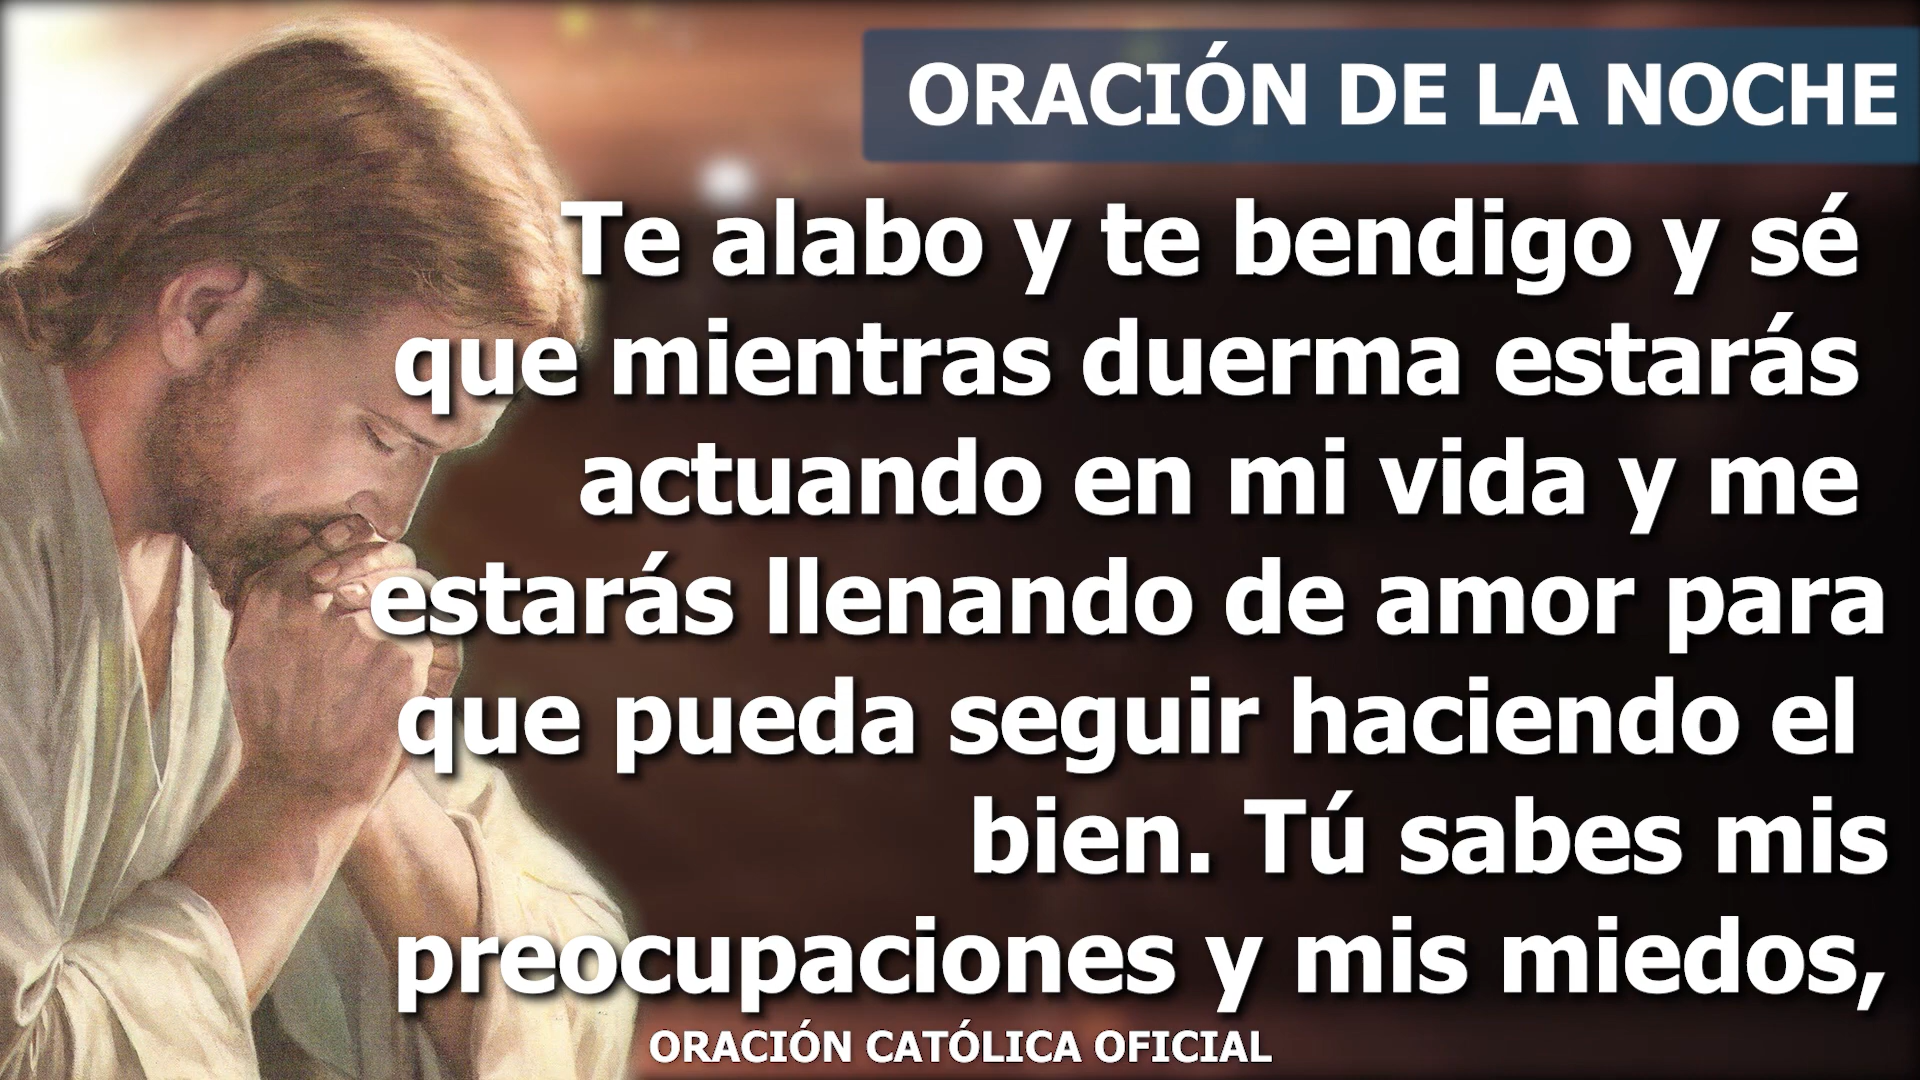 ORACIÓN DE LA NOCHE
Te alabo y te bendigo y sé
que mientras duerma estarás
actuando en mi vida y me
estarás llenando de amor para
que pueda seguir haciendo el
bien. Tú sabes mis
preocupaciones y mis miedos,
ORACIÓN CATÓLICA OFICIAL